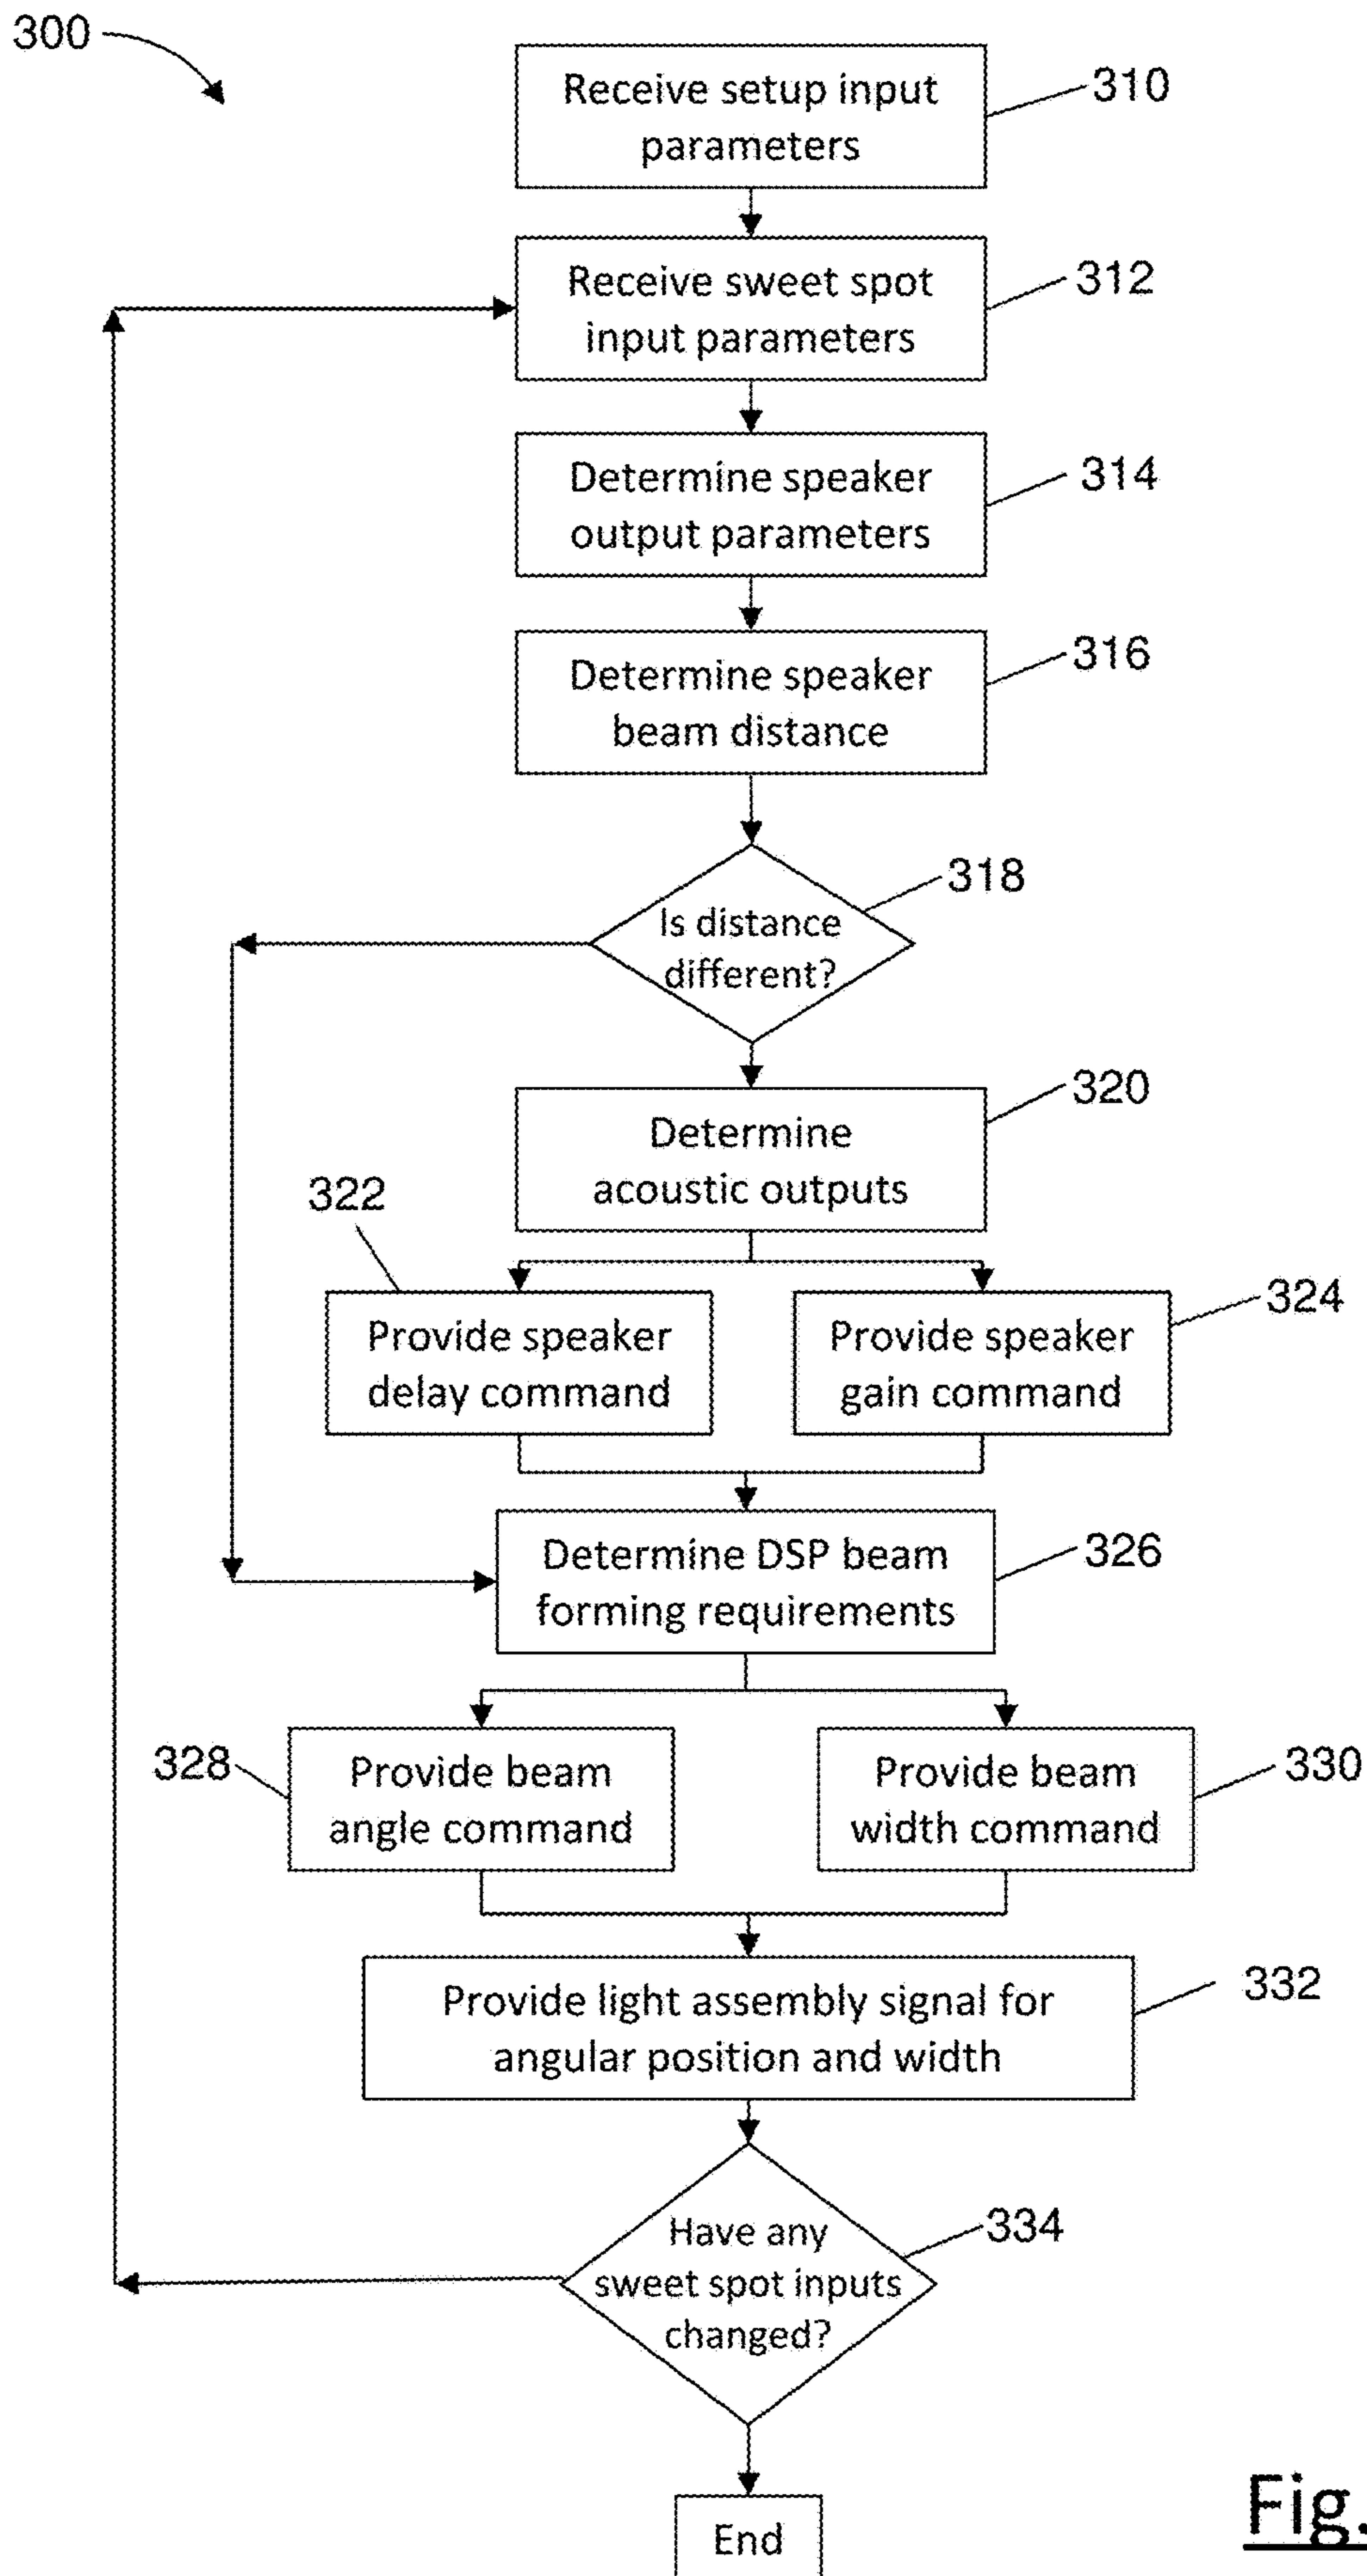 300
Receive setup input
parameters
310
Receive sweet spot
input parameters
312
Determine speaker
output parameters
314
Determine speaker
beam distance
316
Is distance
different?
318
Determine
acoustic outputs
320
322
Provide speaker
delay command
Provide speaker
gain command
324
Determine DSP beam
forming requirements
326
328
Provide beam
angle command
Provide beam
width command
330
Provide light assembly signal for
angular position and width
332
Have any
sweet spot inputs
changed?
334
End
Fig.